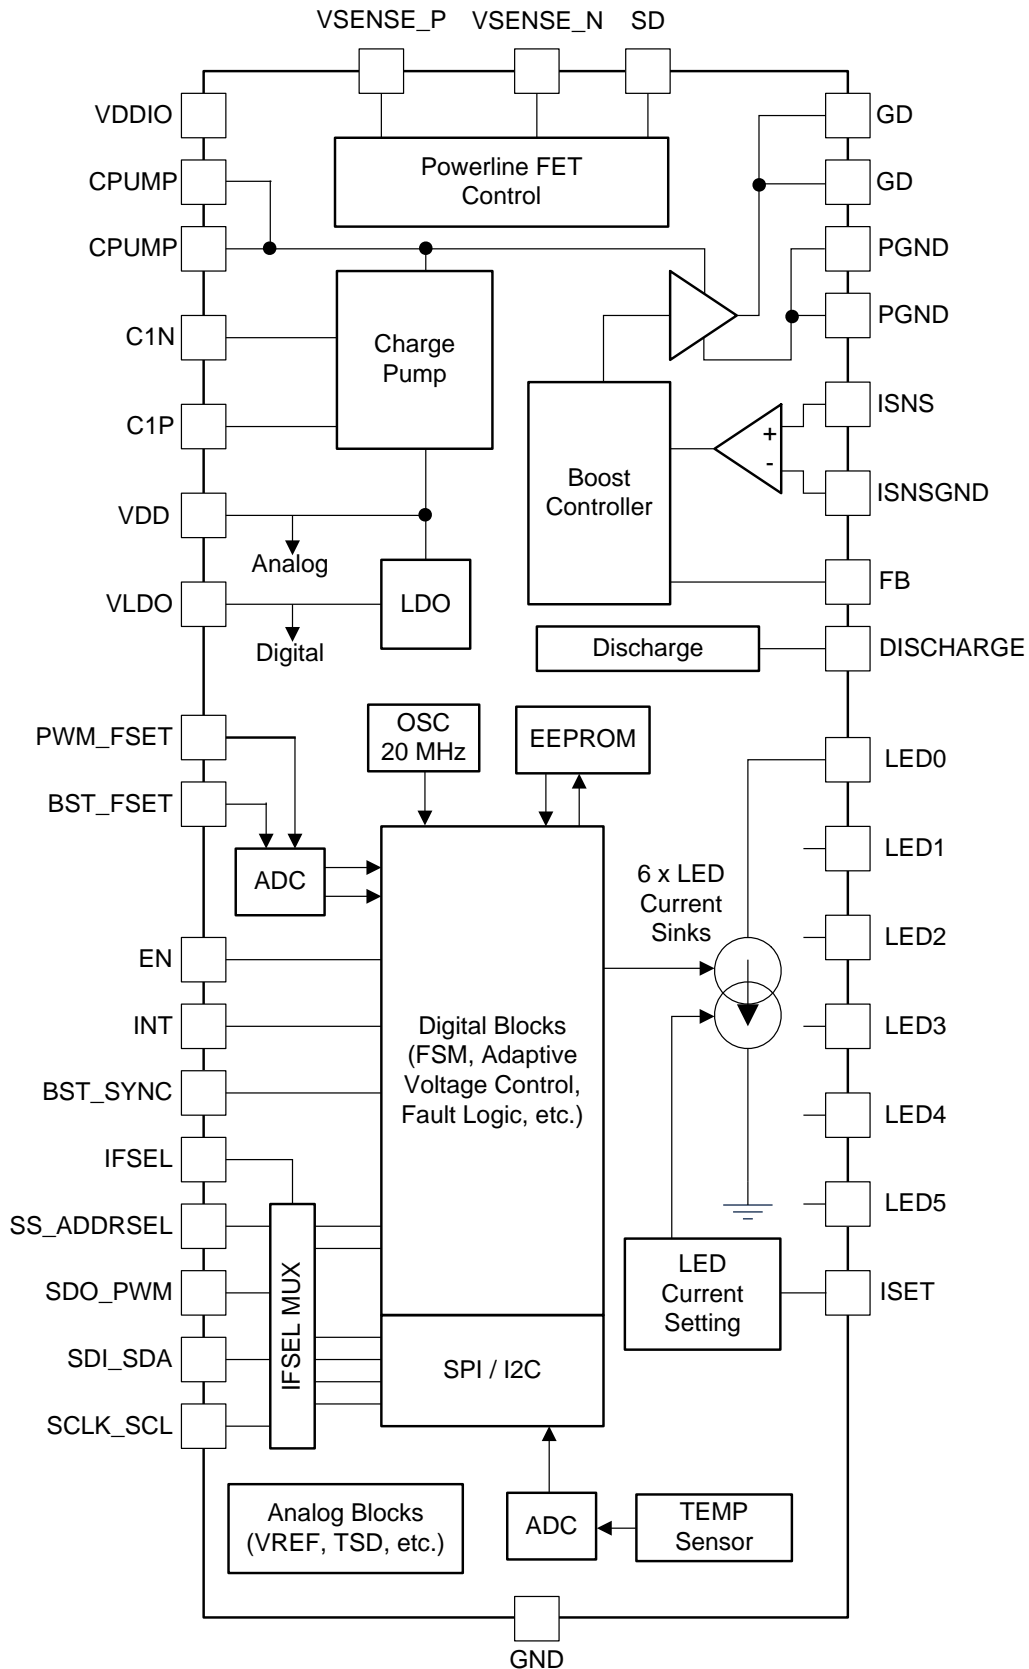 VSENSE_P
VSENSE_N
SD
VDDIO
GD
Powerline FET
Control
CPUMP
GD
CPUMP
PGND
C1N
Charge
Pump
PGND
C1P
ISNS
+
-
Boost
Controller
ISNSGND
VDD
Analog
VLDO
LDO
FB
Digital
Discharge
DISCHARGE
PWM_FSET
OSC
20 MHz
EEPROM
LED0
BST_FSET
ADC
6 x LED
Current
Sinks
LED1
EN
LED2
INT
Digital Blocks
(FSM, Adaptive
Voltage Control,
Fault Logic, etc.)
LED3
BST_SYNC
LED4
IFSEL
SS_ADDRSEL
LED5
IFSEL MUX
SDO_PWM
LED
Current
Setting
ISET
SDI_SDA
SPI / I2C
SCLK_SCL
Analog Blocks
(VREF, TSD, etc.)
ADC
TEMP
Sensor
GND